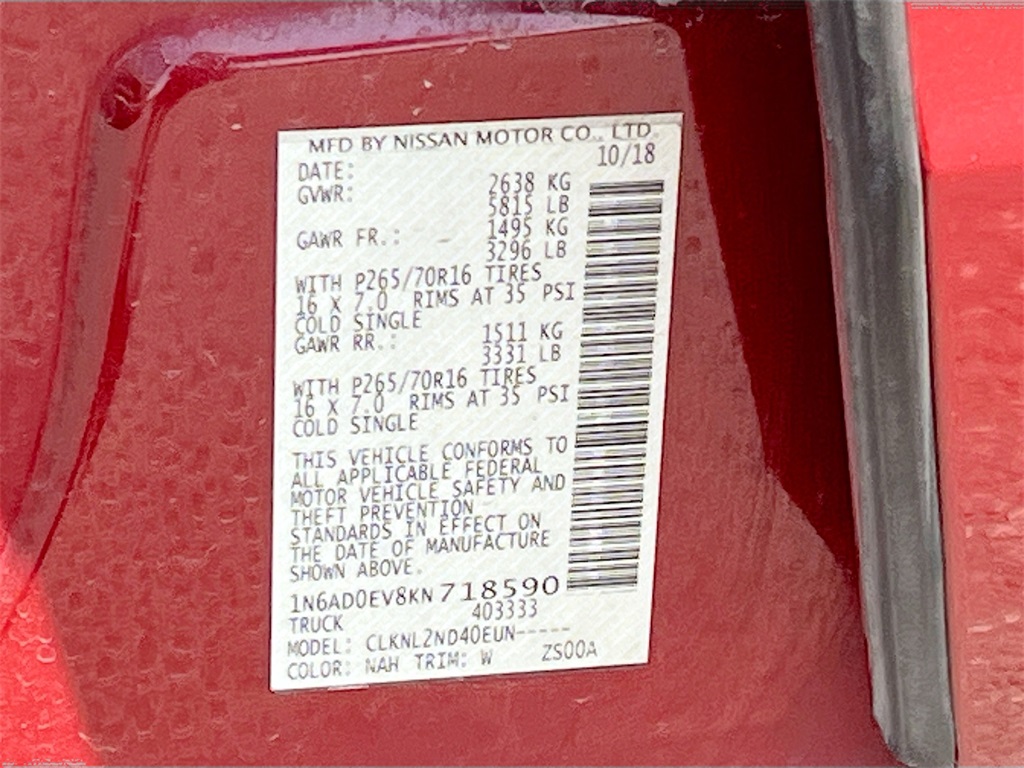 MFD BY NISSAN MOTOR CO., LTD.
DATE: 10/18
GVWR: 2638 KG
5815 LB
GAWR FR.: 1495 KG
3296 LB
WITH P265/70R16 TIRES
16 X 7.0 RIMS AT 35 PSI
COLD SINGLE
GAWR RR.: 1511 KG
3331 LB
WITH P265/70R16 TIRES
16 X 7.0 RIMS AT 35 PSI
COLD SINGLE
THIS VEHICLE CONFORMS TO
ALL APPLICABLE FEDERAL
MOTOR VEHICLE SAFETY AND
THEFT PREVENTION
STANDARDS IN EFFECT ON
THE DATE OF MANUFACTURE
SHOWN ABOVE.
1N6AD0EV8KN718590
TRUCK 403333
MODEL: CLKNL2ND40EUN-----
COLOR: NAH TRIM: W ZS00A